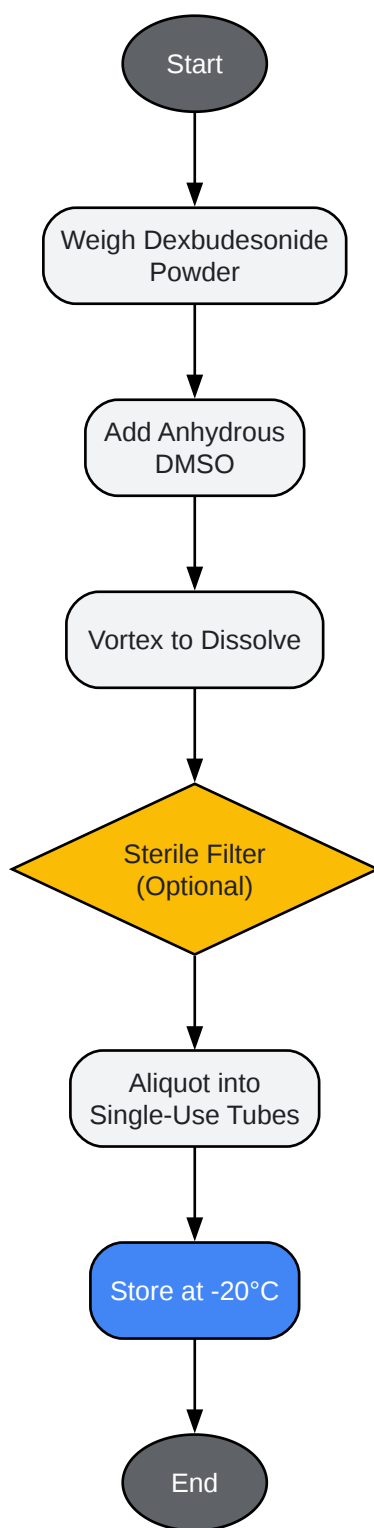 Start
Weigh Dexbudesonide
Powder
Add Anhydrous
DMSO
Vortex to Dissolve
Sterile Filter
(Optional)
Aliquot into
Single-Use Tubes
Store at -20°C
End